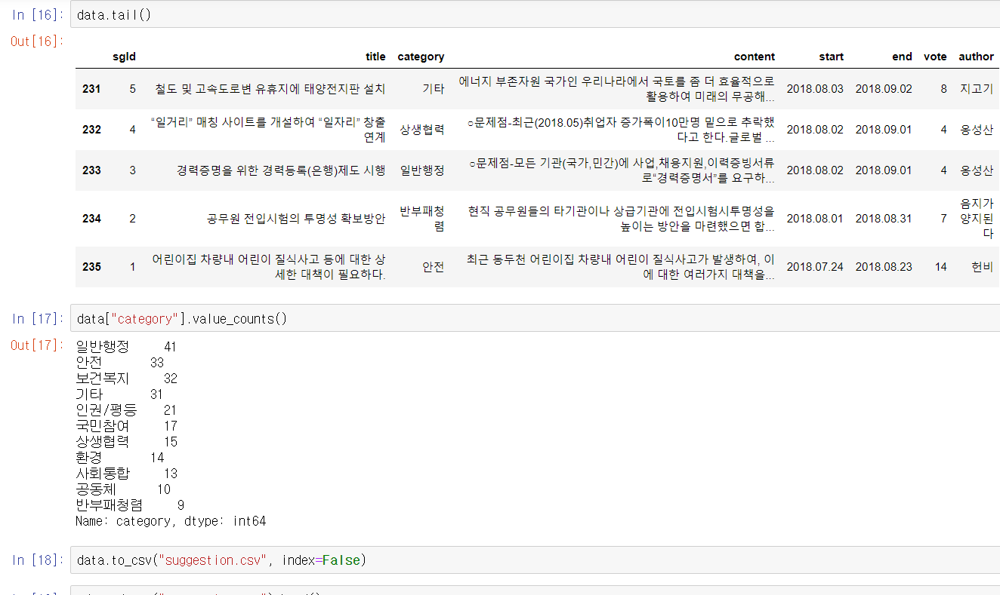 In [16]: data.tail()
Out[16]:
sgId title category content start end vote author
231 5 철도 및 고속도로변 유휴지에 태양전지판 설치 기타 에너지 부존자원 국가인 우리나라에서 국토를 좀 더 효율적으로 활용하여 미래의 무공해... 2018.08.03 2018.09.02 8 지고기
232 4 “일거리” 매칭 사이트를 개설하여 “일자리” 창출 연계 상생협력 ○문제점-최근(2018.05)취업자 증가폭이10만명 밑으로 추락했다고 한다.글로벌 ... 2018.08.02 2018.09.01 4 옹성산
233 3 경력증명을 위한 경력등록(은행)제도 시행 일반행정 ○문제점-모든 기관(국가,민간)에 사업,채용지원,이력증빙서류로“경력증명서”를 요구하... 2018.08.02 2018.09.01 4 옹성산
234 2 공무원 전입시험의 투명성 확보방안 반부패청렴 현직 공무원들의 타기관이나 상급기관에 전입시험시투명성을 높이는 방안을 마련했으면 합... 2018.08.01 2018.08.31 7 음지가양지된다
235 1 어린이집 차량내 어린이 질식사고 등에 대한 상세한 대책이 필요하다. 안전 최근 동두천 어린이집 차량내 어린이 질식사고가 발생하여, 이에 대한 여러가지 대책을... 2018.07.24 2018.08.23 14 헌비
In [17]: data["category"].value_counts()
Out[17]:
일반행정 41
안전 33
보건복지 32
기타 31
인권/평등 21
국민참여 17
상생협력 15
환경 14
사회통합 13
공동체 10
반부패청렴 9
Name: category, dtype: int64
In [18]: data.to_csv("suggestion.csv", index=False)